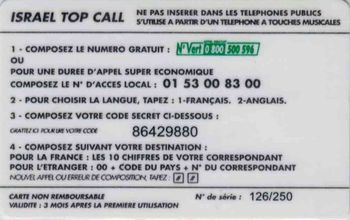 ISRAEL TOP CALL
NE PAS INSERER DANS LES TELEPHONES PUBLICS
S'UTILISE A PARTIR D'UN TELEPHONE A TOUCHES MUSICALES
1 - COMPOSEZ LE NUMERO GRATUIT : N°Vert 0 800 500 596
OU
POUR UNE DUREE D'APPEL SUPER ECONOMIQUE
COMPOSEZ LE N° D'ACCES LOCAL : 01 53 00 83 00
2 - POUR CHOISIR LA LANGUE, TAPEZ : 1-FRANÇAIS. 2-ANGLAIS.
3 - COMPOSEZ VOTRE CODE SECRET CI-DESSOUS :
GRATTEZ ICI POUR LIRE VOTRE CODE
86429880
4 - COMPOSEZ SUIVANT VOTRE DESTINATION :
POUR LA FRANCE : LES 10 CHIFFRES DE VOTRE CORRESPONDANT
POUR L'ETRANGER : 00 + CODE DU PAYS + N° DU CORRESPONDANT
NOUVEL APPEL OU ERREUR DE COMPOSITION, TAPEZ : # #
CARTE NON REMBOURSABLE
VALIDITE : 3 MOIS APRES LA PREMIERE UTILISATION
N° de série : 126/250